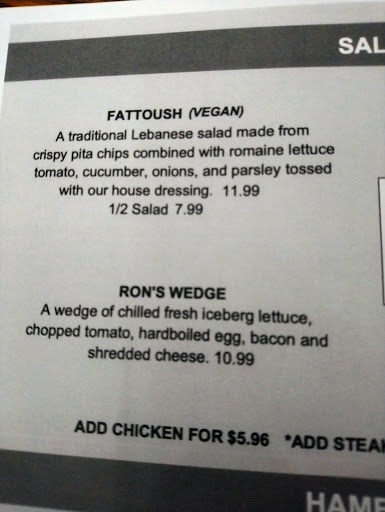 SAL
FATTOUSH (VEGAN)
A traditional Lebanese salad made from
crispy pita chips combined with romaine lettuce
tomato, cucumber, onions, and parsley tossed
with our house dressing. 11.99
1/2 Salad 7.99
RON'S WEDGE
A wedge of chilled fresh iceberg lettuce,
chopped tomato, hardboiled egg, bacon and
shredded cheese. 10.99
ADD CHICKEN FOR $5.96 *ADD STEA
HAM